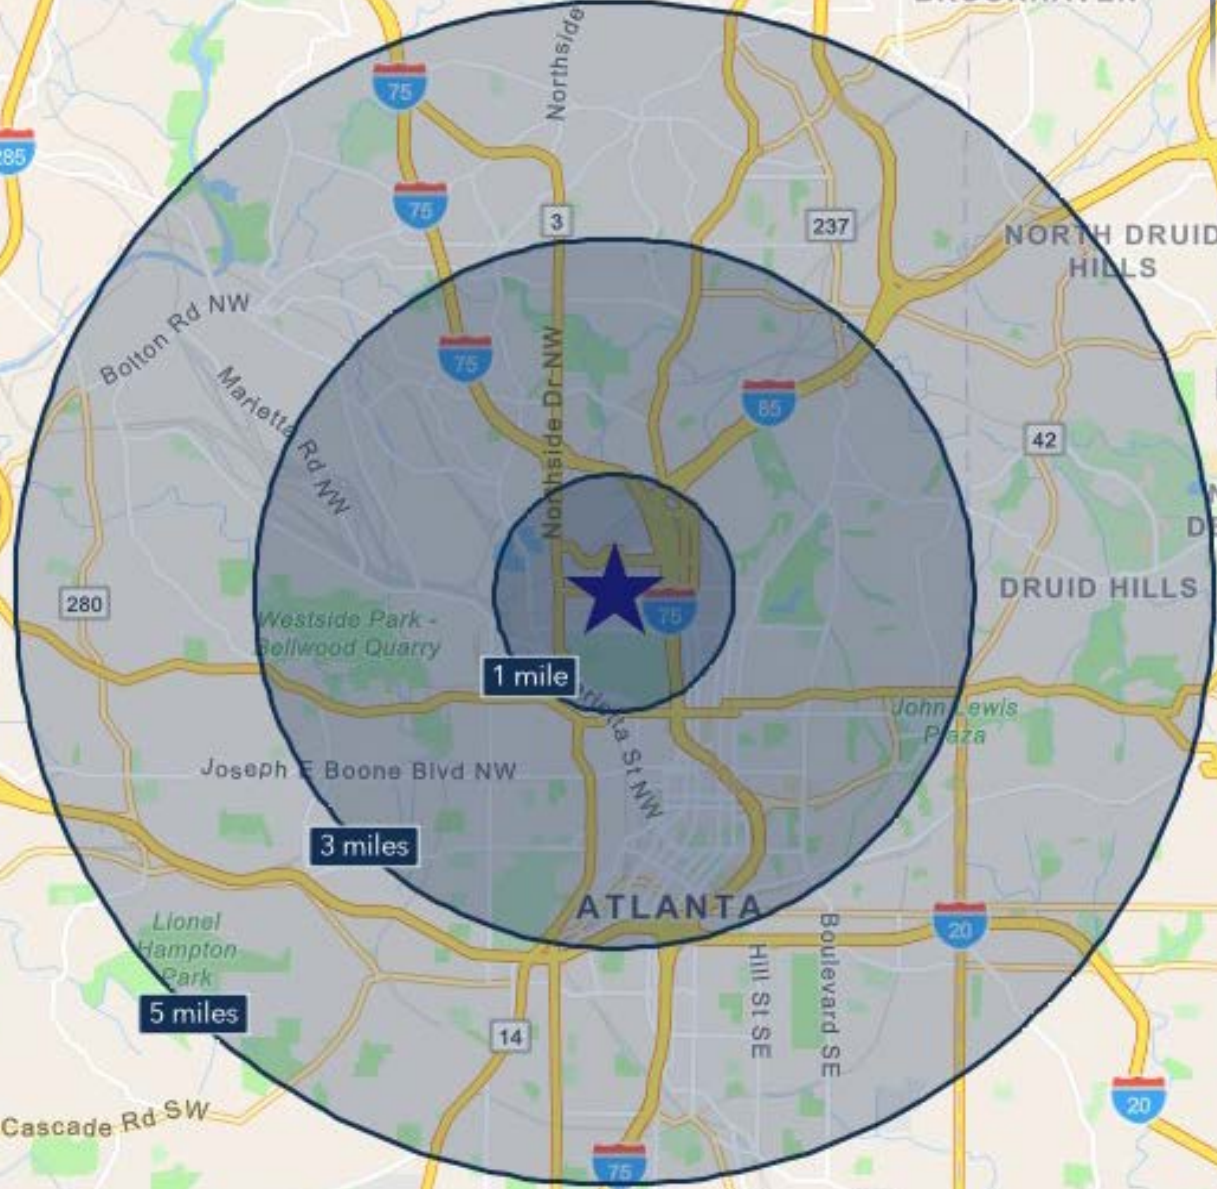 Northside
75
285
75
3
237
NORTH DRUID
HILLS
Bolton Rd NW
75
Marietta Rd NW
Northside Dr NW
85
42
280
DRUID HILLS
75
Westside Park -
Bellwood Quarry
1 mile
John Lewis
Plaza
Marietta St NW
Joseph E Boone Blvd NW
3 miles
ATLANTA
Lionel
Hampton
Park
20
Hill St SE
Boulevard SE
5 miles
14
20
Cascade Rd SW
75